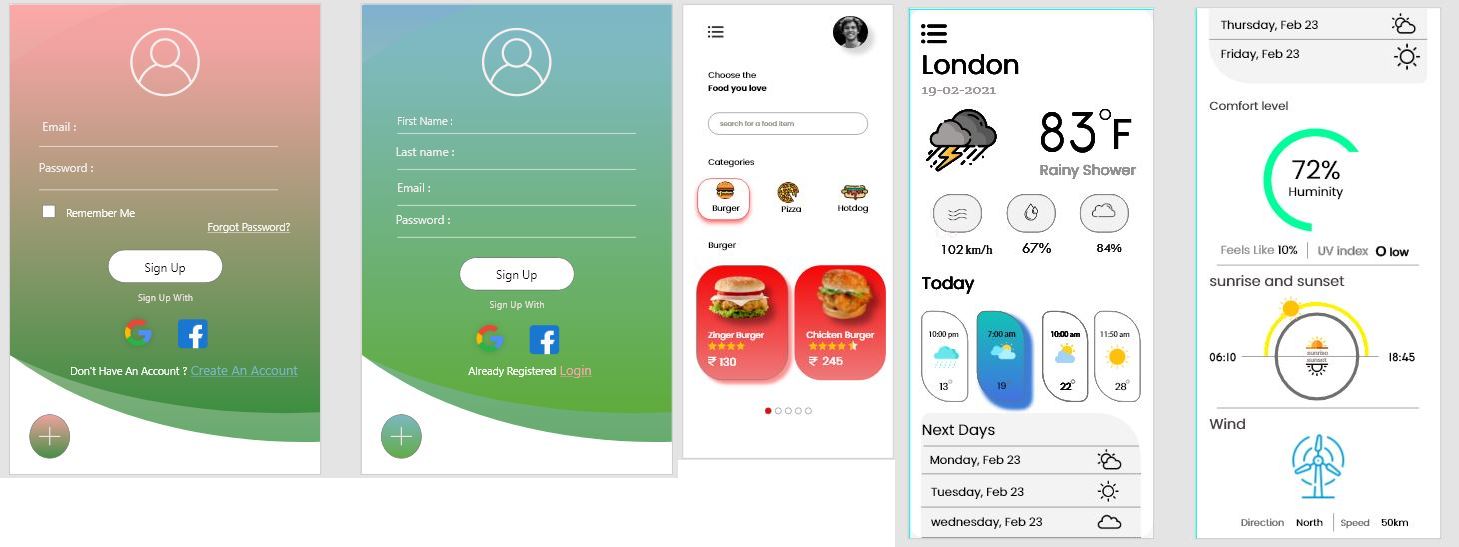 Email :
Password :
Remember Me
Forgot Password?
Sign Up
Sign Up With
Don't Have An Account ? Create An Account
First Name :
Last name :
Email :
Password :
Sign Up
Sign Up With
Already Registered Login
Choose the
Food you love
search for a food item
Categories
Burger
Pizza
Hotdog
Burger
Zinger Burger
₹ 130
Chicken Burger
₹ 245
London
19-02-2021
83°F
Rainy Shower
102 km/h
67%
84%
Today
10:00 pm
7:00 am
10:00 am
11:50 am
13°
19°
22°
28°
Next Days
Monday, Feb 23
Tuesday, Feb 23
wednesday, Feb 23
Thursday, Feb 23
Friday, Feb 23
Comfort level
72%
Huminity
Feels Like 10%
UV index 0 low
sunrise and sunset
06:10
sunrise
sunset
18:45
Wind
Direction North
Speed 50km